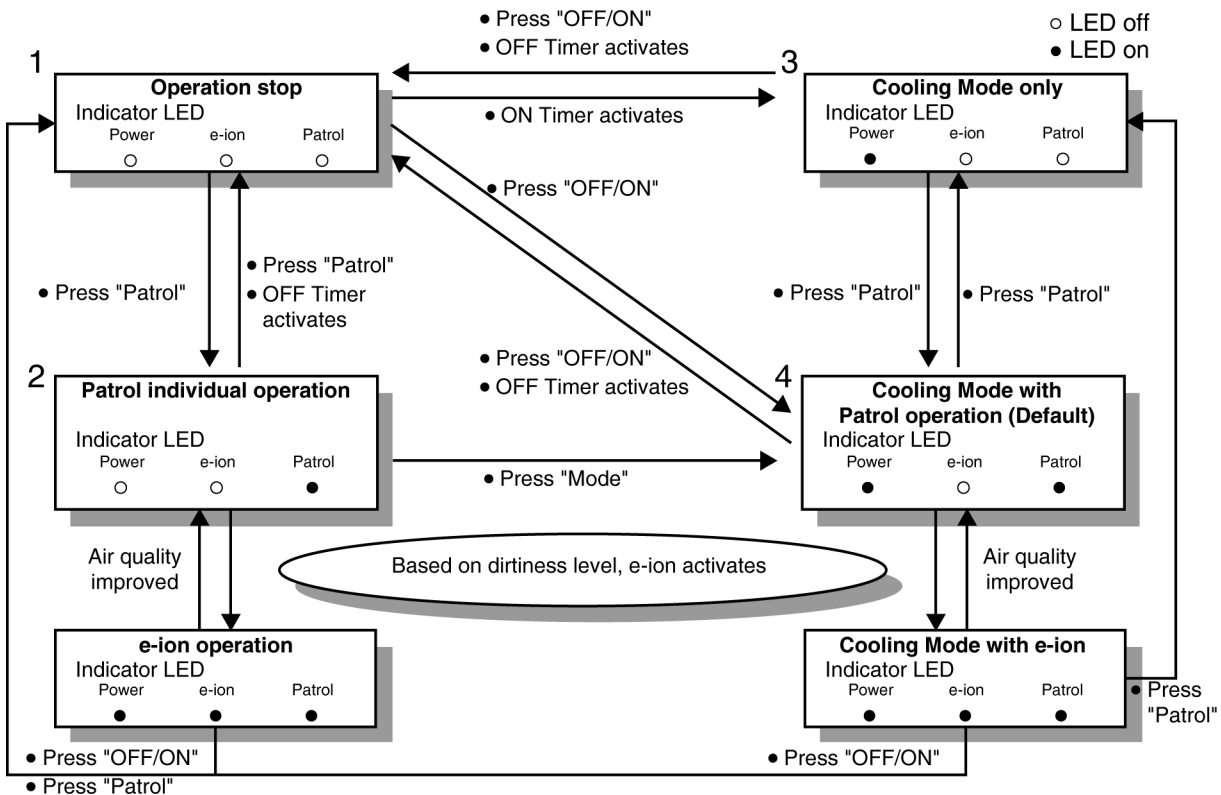 ● Press "OFF/ON"
● OFF Timer activates
○ LED off
● LED on
1
Operation stop
Indicator LED
Power e-ion Patrol
● ON Timer activates
3
Cooling Mode only
Indicator LED
Power e-ion Patrol
● Press "OFF/ON"
● Press "Patrol"
● Press "Patrol"
● OFF Timer
activates
● Press "Patrol"
● Press "Patrol"
● Press "OFF/ON"
● OFF Timer activates
2
Patrol individual operation
Indicator LED
Power e-ion Patrol
● Press "Mode"
4
Cooling Mode with
Patrol operation (Default)
Indicator LED
Power e-ion Patrol
Air quality
improved
Based on dirtiness level, e-ion activates
Air quality
improved
e-ion operation
Indicator LED
Power e-ion Patrol
Cooling Mode with e-ion
Indicator LED
Power e-ion Patrol
● Press
"Patrol"
● Press "OFF/ON"
● Press "Patrol"
● Press "OFF/ON"